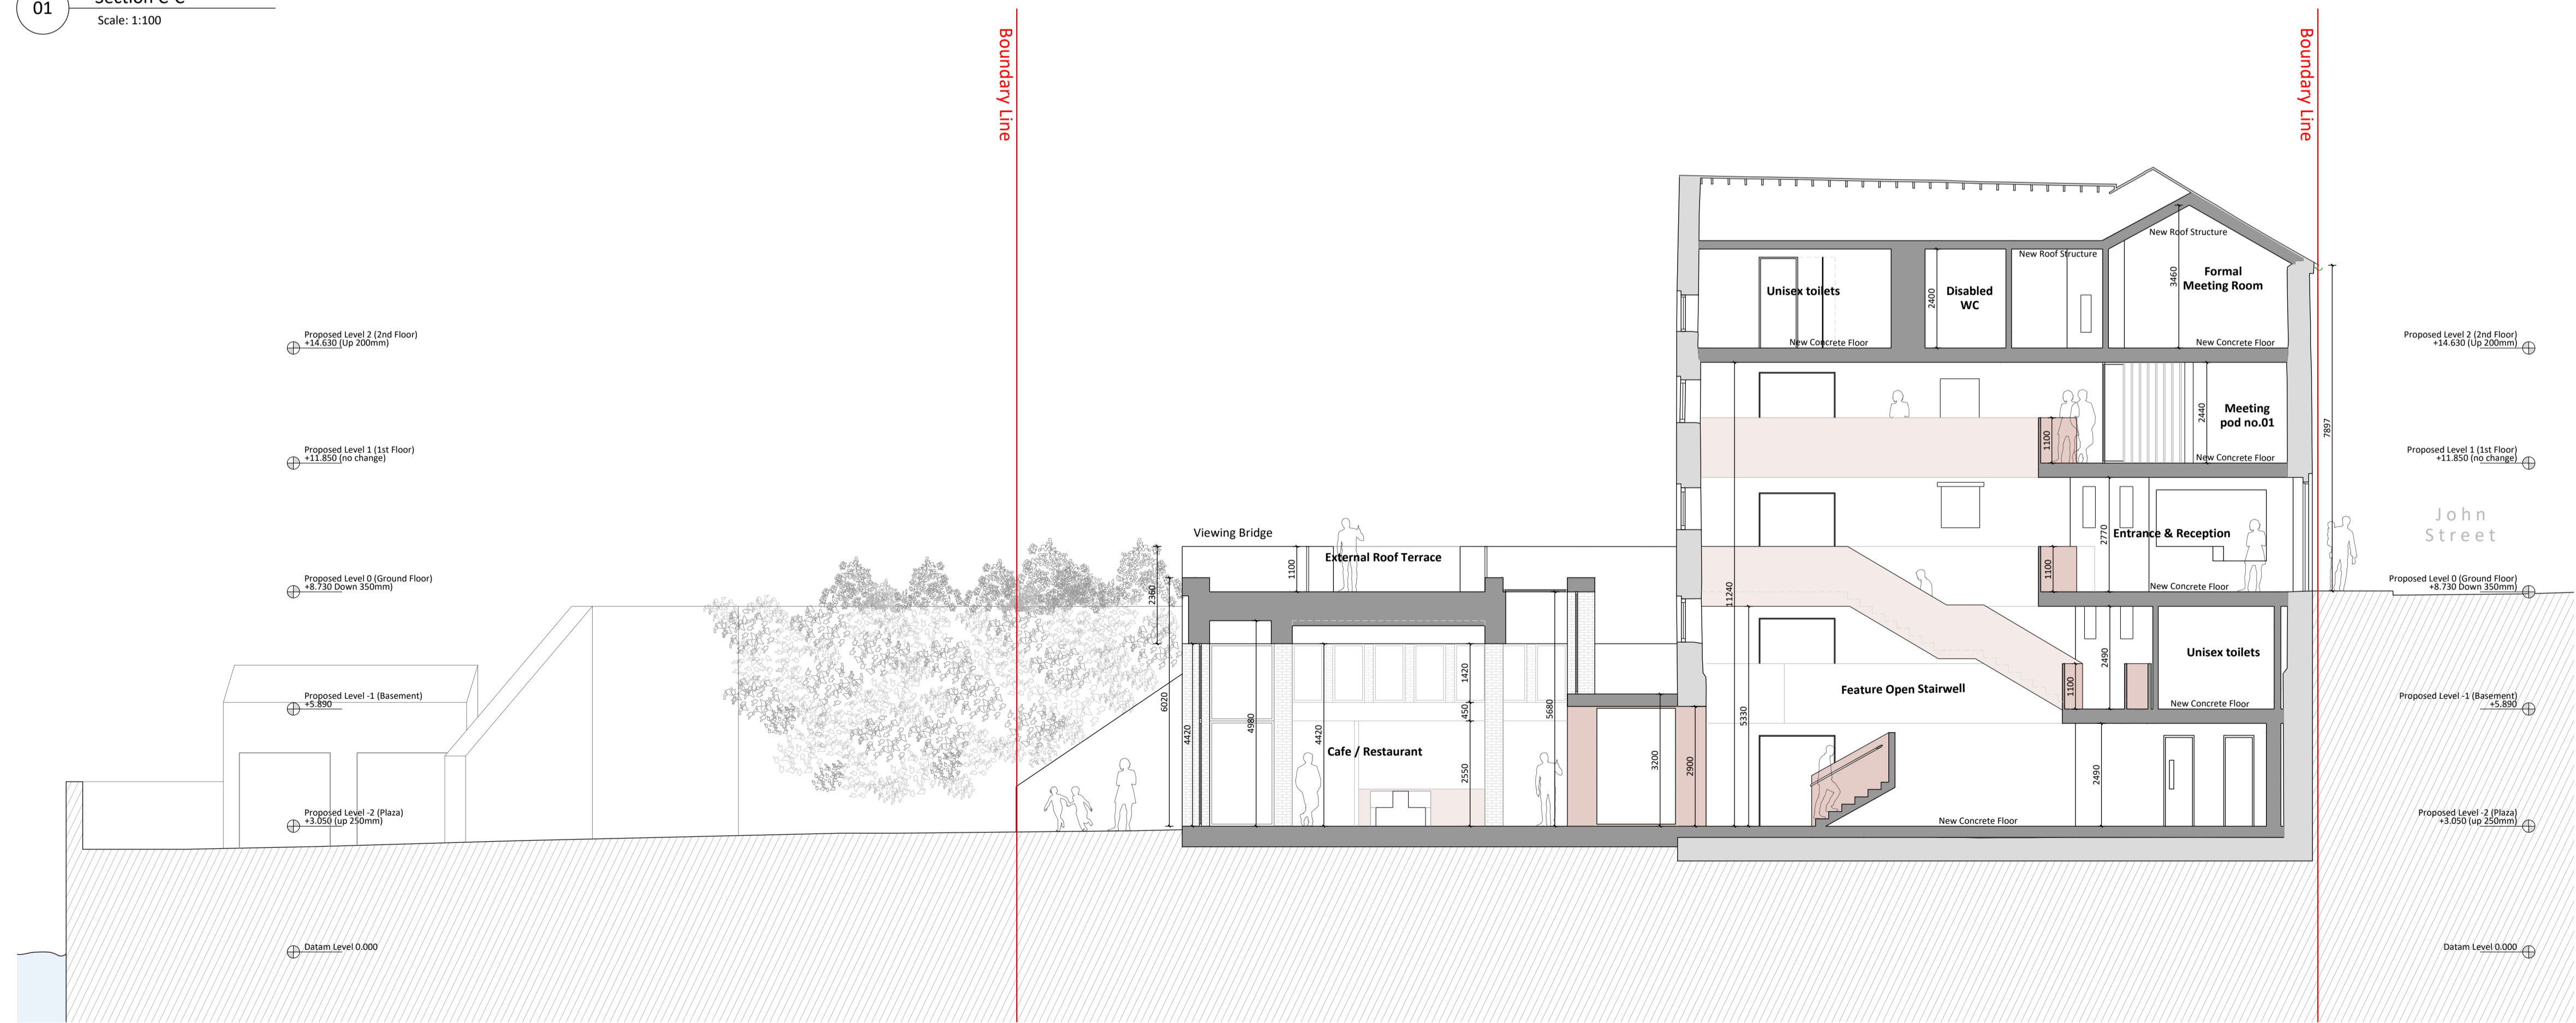 01
Section C-C
Scale: 1:100
Boundary Line
Boundary Line
New Roof Structure
New Roof Structure
Formal
Meeting Room
3460
Unisex toilets
2400
Disabled
WC
New Concrete Floor
New Concrete Floor
Proposed Level 2 (2nd Floor)
+14.630 (Up 200mm)
Proposed Level 2 (2nd Floor)
+14.630 (Up 200mm)
Meeting
pod no.01
2440
1100
7897
New Concrete Floor
Proposed Level 1 (1st Floor)
+11.850 (no change)
Proposed Level 1 (1st Floor)
+11.850 (no change)
John
Street
Viewing Bridge
External Roof Terrace
1100
2360
11240
Entrance & Reception
2770
1100
New Concrete Floor
Proposed Level 0 (Ground Floor)
+8.730 Down 350mm)
Proposed Level 0 (Ground Floor)
+8.730 Down 350mm)
Unisex toilets
2490
1100
Feature Open Stairwell
New Concrete Floor
Proposed Level -1 (Basement)
+5.890
Proposed Level -1 (Basement)
+5.890
6020
4420
4980
4420
1420
450
2550
5680
3200
2900
5330
2490
Cafe / Restaurant
New Concrete Floor
Proposed Level -2 (Plaza)
+3.050 (up 250mm)
Proposed Level -2 (Plaza)
+3.050 (up 250mm)
Datam Level 0.000
Datam Level 0.000